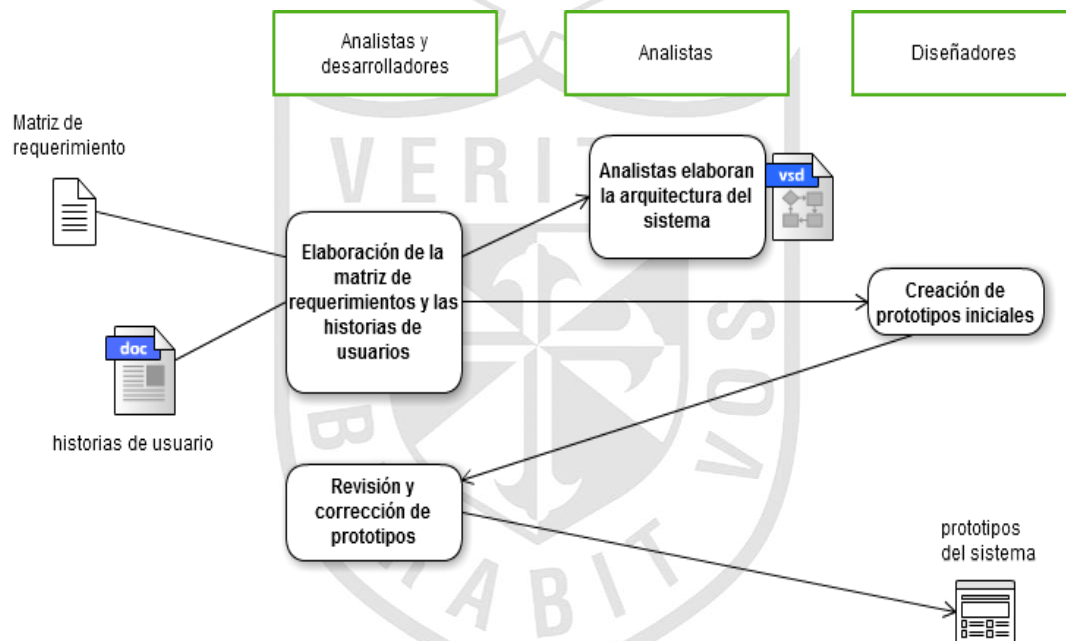 Analistas y
desarrolladores
Analistas
Diseñadores
Matriz de
requerimiento
Analistas elaboran
la arquitectura del
sistema
vsd
Elaboración de la
matriz de
requerimientos y las
historias de
usuarios
Creación de
prototipos iniciales
doc
historias de usuario
Revisión y
corrección de
prototipos
prototipos
del sistema
VOS